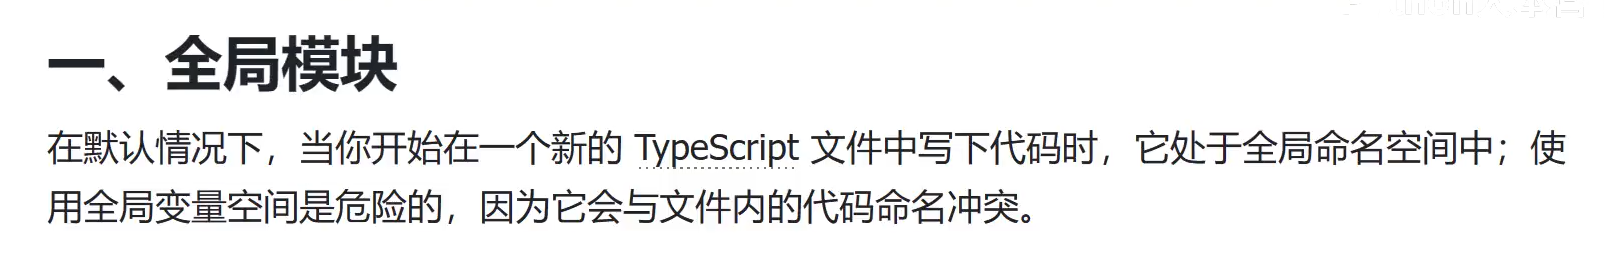 一、全局模块
在默认情况下，当你开始在一个新的 TypeScript 文件中写下代码时，它处于全局命名空间中；使
用全局变量空间是危险的，因为它会与文件内的代码命名冲突。